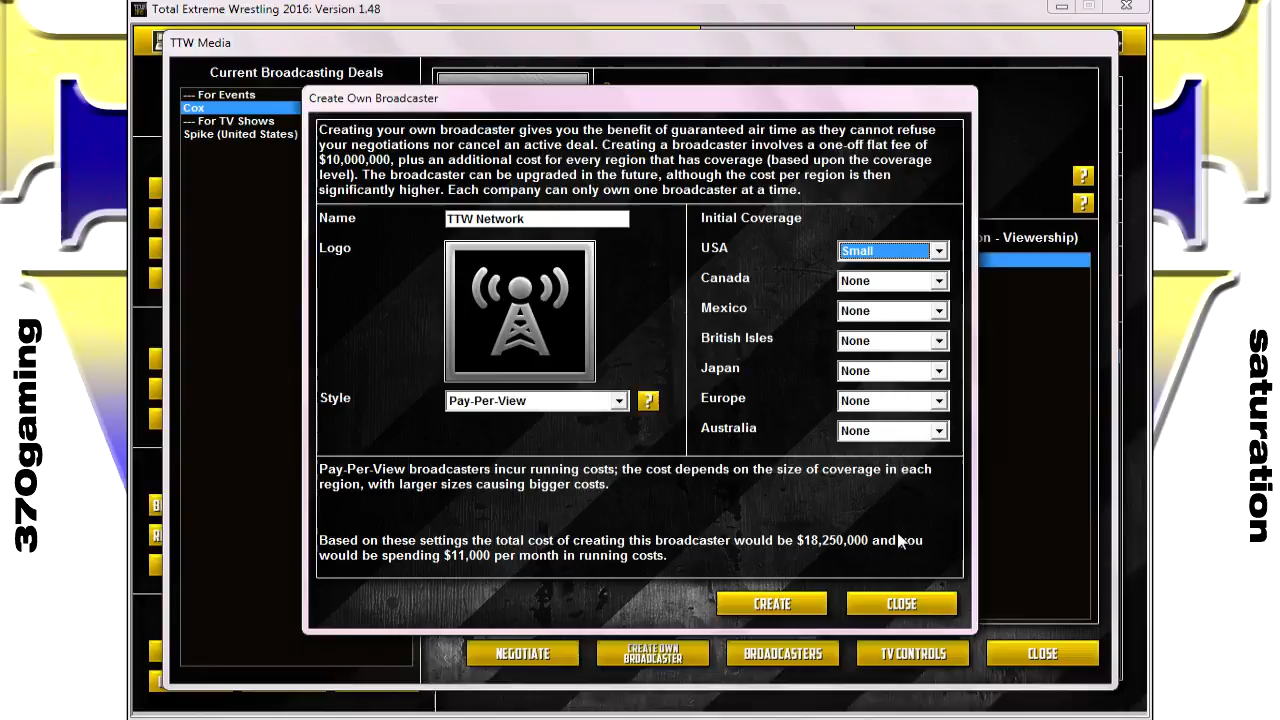 Total Extreme Wrestling 2016: Version 1.48
TTW Media
Current Broadcasting Deals
--- For Events
Cox
--- For TV Shows
Spike (United States)
on - Viewership)
Create Own Broadcaster
Creating your own broadcaster gives you the benefit of guaranteed air time as they cannot refuse
your negotiations nor cancel an active deal. Creating a broadcaster involves a one-off flat fee of
$10,000,000, plus an additional cost for every region that has coverage (based upon the coverage
level). The broadcaster can be upgraded in the future, although the cost per region is then
significantly higher. Each company can only own one broadcaster at a time.
Name
TTW Network
Logo
Style
Pay-Per-View
?
Initial Coverage
USA
Small
Canada
None
Mexico
None
British Isles
None
Japan
None
Europe
None
Australia
None
?
?
Pay-Per-View broadcasters incur running costs; the cost depends on the size of coverage in each
region, with larger sizes causing bigger costs.
Based on these settings the total cost of creating this broadcaster would be $18,250,000 and you
would be spending $11,000 per month in running costs.
CREATE
CLOSE
NEGOTIATE
CREATE OWN
BROADCASTER
BROADCASTERS
TV CONTROLS
CLOSE
370gaming
saturation